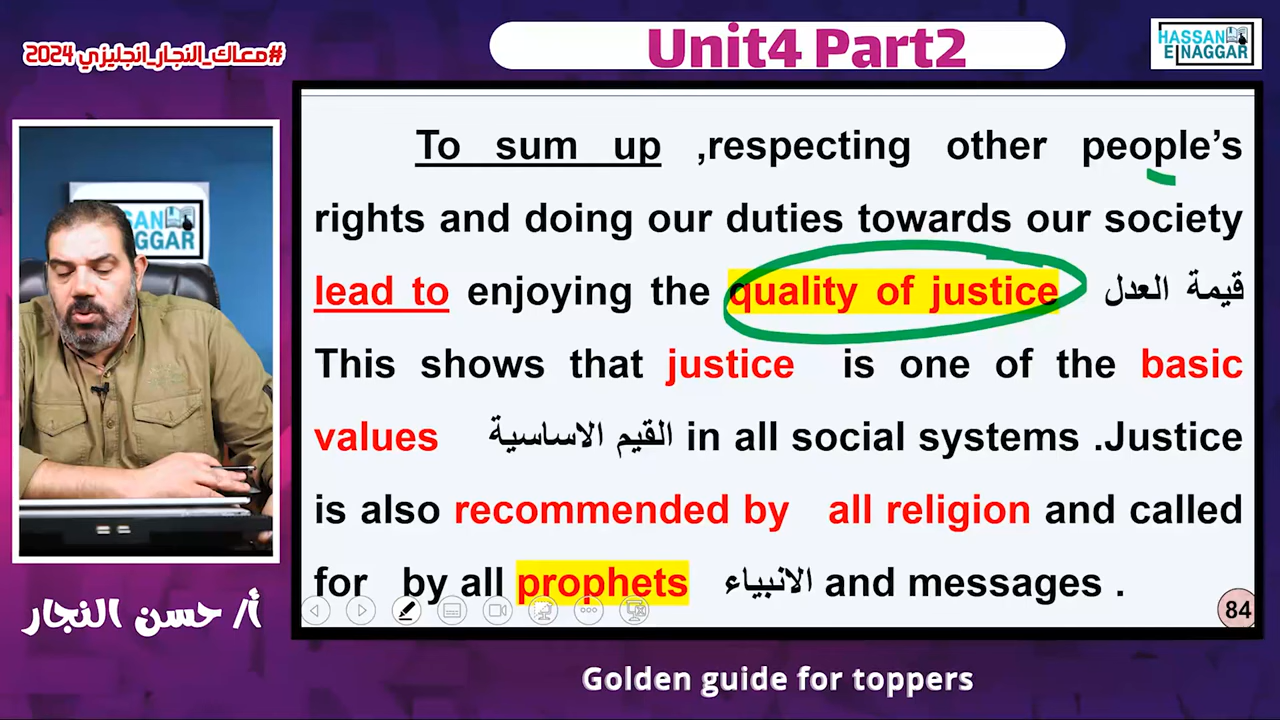 #معاك_النجار_انجليزي 2024
Unit4 Part2
HASSAN
ELNAGGAR
To sum up ,respecting other people’s
rights and doing our duties towards our society
lead to enjoying the quality of justice قيمة العدل
This shows that justice is one of the basic
values القيم الاساسية in all social systems .Justice
is also recommended by all religion and called
for by all prophets الانبياء and messages .
84
أ/ حسن النجار
Golden guide for toppers